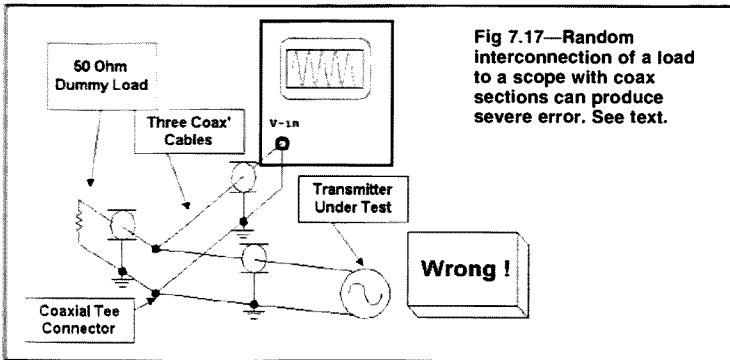 Fig 7.17—Random
interconnection of a load
to a scope with coax
sections can produce
severe error. See text.
50 Ohm
Dummy Load
Three Coax'
Cables
V-in
Transmitter
Under Test
Wrong !
Coaxial Tee
Connector